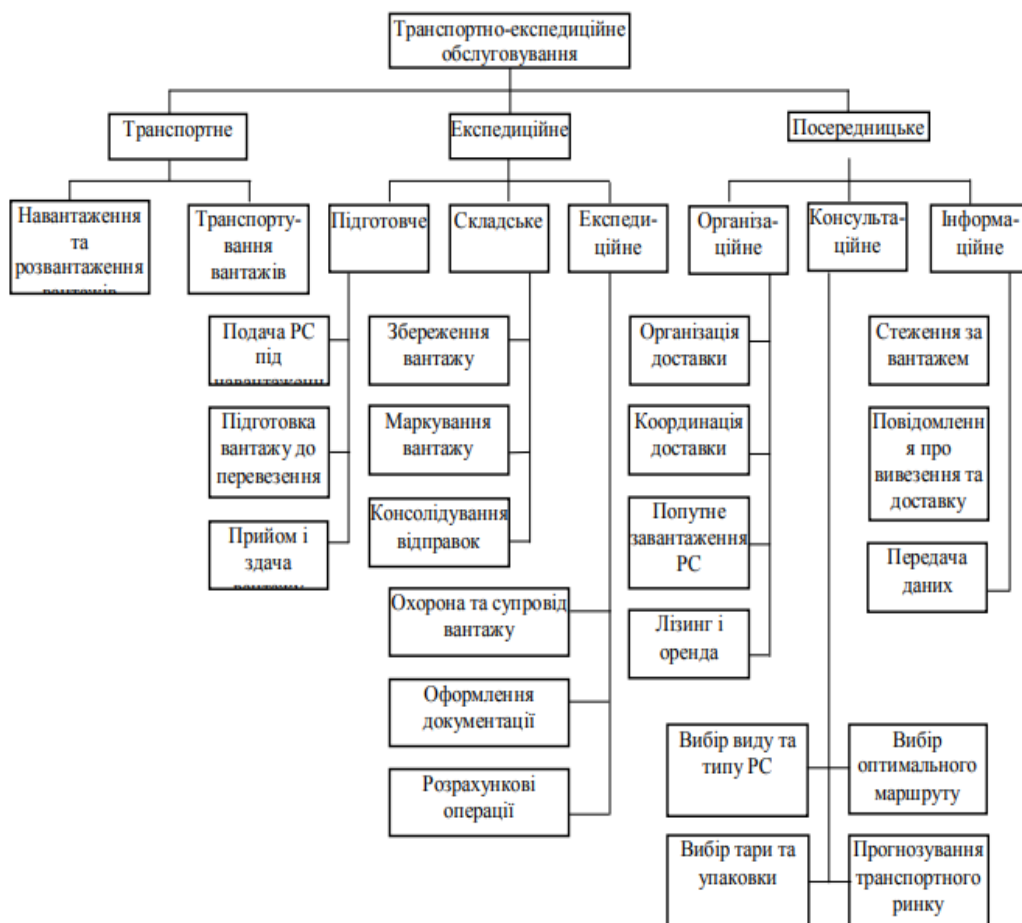 Транспортно-експедиційне
обслуговування
Транспортне
Експедиційне
Посередницьке
Навантаження
та
розвантаження
вантажів
Транспорту-
вання
вантажів
Підготовче
Складське
Експеди-
ційне
Організа-
ційне
Консульта-
ційне
Інформа-
ційне
Подача РС
під
навантаженн
Підготовка
вантажу до
перевезення
Прийом і
здача
вантажу
Збереження
вантажу
Маркування
вантажу
Консолідування
відправок
Охорона та супровід
вантажу
Оформлення
документації
Розрахункові
операції
Організація
доставки
Координація
доставки
Попутне
завантаження
РС
Лізинг і
оренда
Стеження за
вантажем
Повідомленн
я про
вивезення та
доставку
Передача
даних
Вибір виду та
типу РС
Вибір
оптимального
маршруту
Вибір тари та
упаковки
Прогнозування
транспортного
ринку